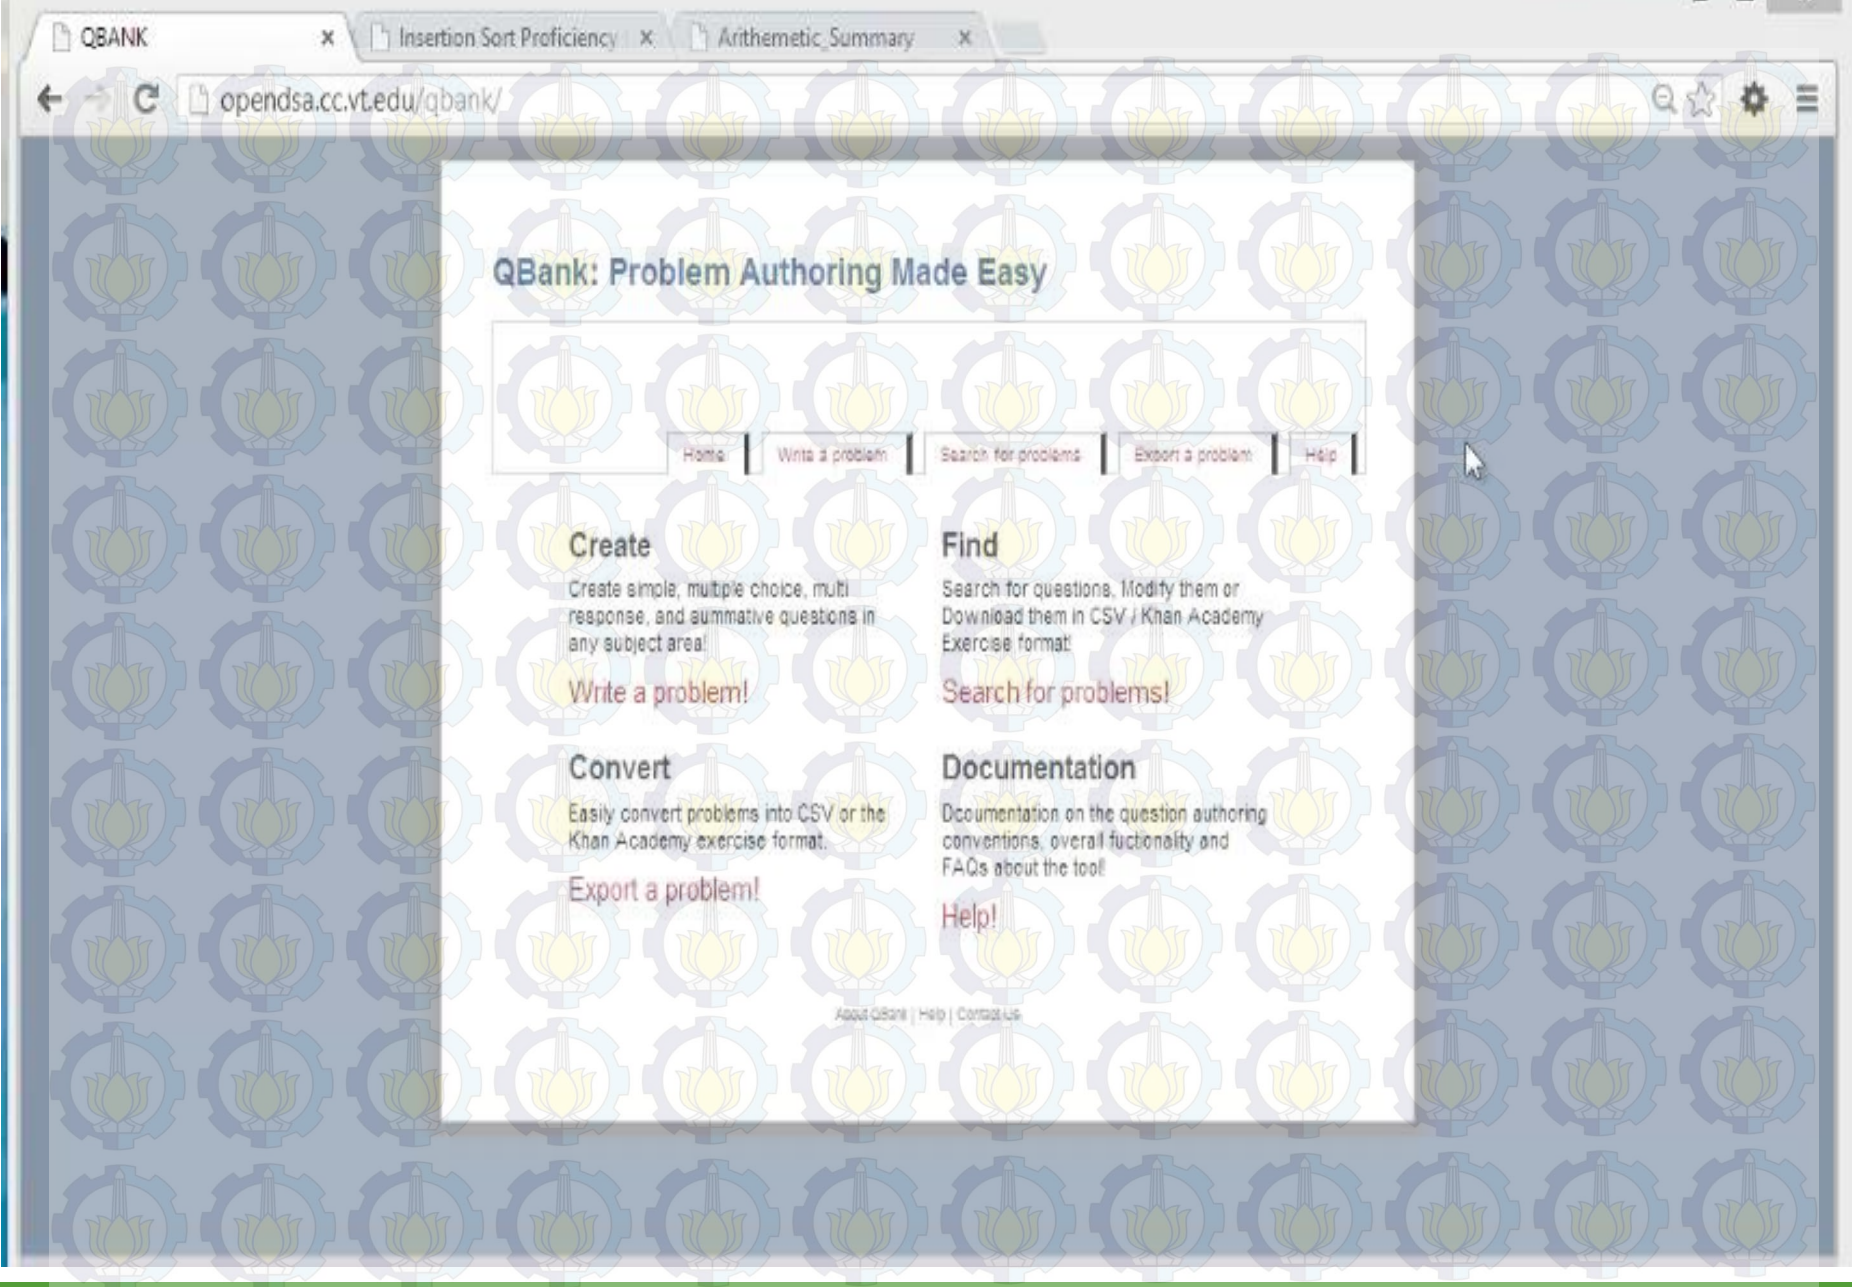 QBANK
Insertion Sort Proficiency
Arithemetic_Summary
opendsa.cc.vt.edu/qbank/
QBank: Problem Authoring Made Easy
Home
Write a problem
Search for problems
Export a problem
Help
Create
Create simple, multiple choice, multi
response, and summative questions in
any subject area!
Write a problem!
Find
Search for questions, Modify them or
Download them in CSV / Khan Academy
Exercise format!
Search for problems!
Convert
Easily convert problems into CSV or the
Khan Academy exercise format.
Export a problem!
Documentation
Dcoumentation on the question authoring
conventions, overall fuctionality and
FAQs about the tool!
Help!
About QBank | Help | Contact Us